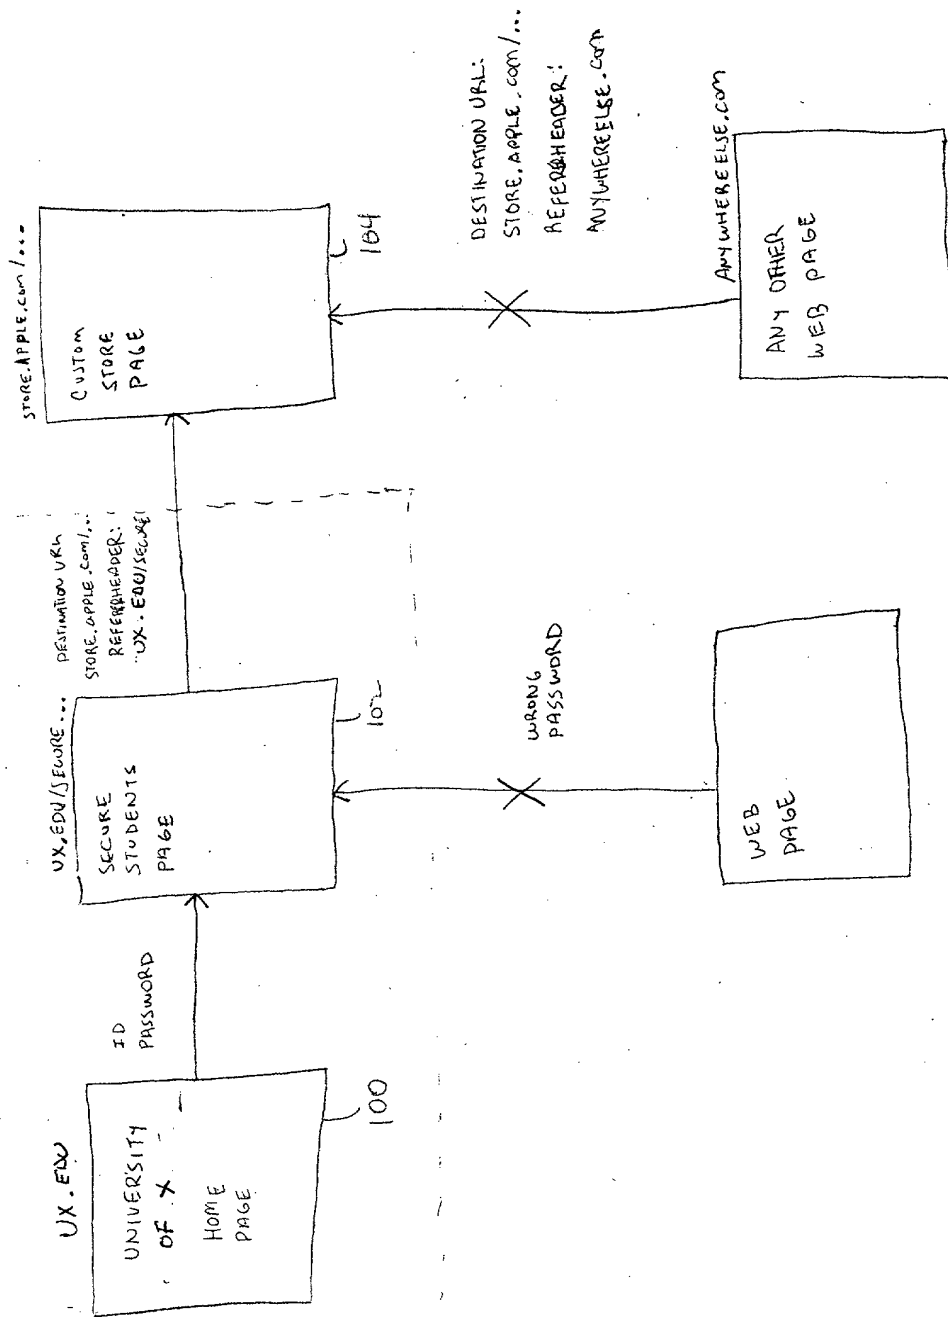 UX.EDU
UNIVERSITY
OF X
HOME
PAGE
100
ID
PASSWORD
UX.EDU/SECURE...
SECURE
STUDENTS
PAGE
102
DESTINATION URL
STORE.APPLE.com/...
REFERERHEADER:
UX.EDU/SECURE/
STORE.APPLE.com/...
CUSTOM
STORE
PAGE
104
WRONG
PASSWORD
WEB
PAGE
DESTINATION URL:
STORE.APPLE.com/...
REFERERHEADER:
ANYWHEREELSE.com
ANYWHEREELSE.com
ANY OTHER
WEB PAGE